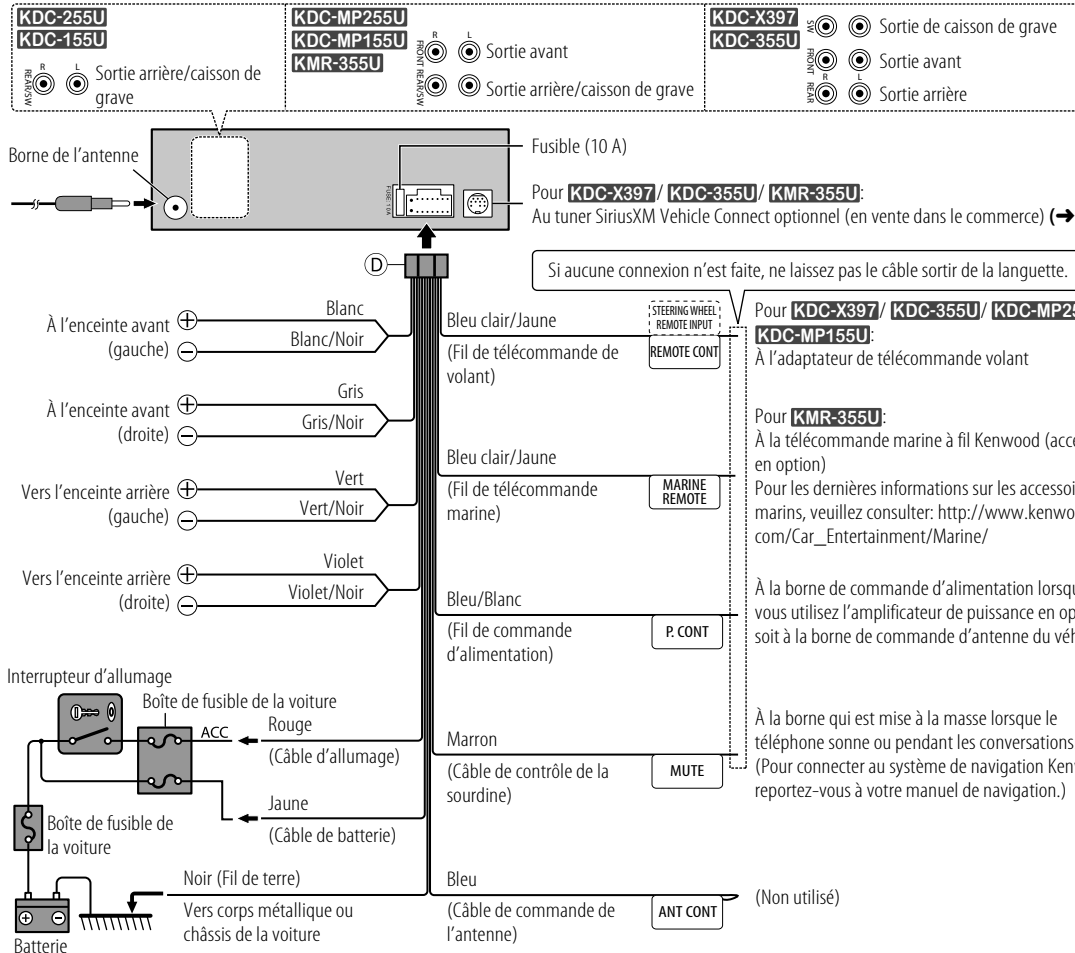 KDC-255U
KDC-155U
REAR/SW
R
L
Sortie arrière/caisson de
grave
KDC-MP255U
KDC-MP155U
KMR-355U
R
L
FRONT
Sortie avant
REAR/SW
Sortie arrière/caisson de grave
KDC-X397
KDC-355U
SW
Sortie de caisson de grave
FRONT
Sortie avant
R
L
REAR
Sortie arrière
Borne de l'antenne
FUSE: 10A
Fusible (10 A)
Pour KDC-X397/ KDC-355U/ KMR-355U:
Au tuner SiriusXM Vehicle Connect optionnel (en vente dans le commerce) (➜
D
Si aucune connexion n'est faite, ne laissez pas le câble sortir de la languette.
À l'enceinte avant
(gauche)
Blanc
Blanc/Noir
À l'enceinte avant
(droite)
Gris
Gris/Noir
Vers l'enceinte arrière
(gauche)
Vert
Vert/Noir
Vers l'enceinte arrière
(droite)
Violet
Violet/Noir
Bleu clair/Jaune
(Fil de télécommande de
volant)
STEERING WHEEL
REMOTE INPUT
REMOTE CONT
Pour KDC-X397/ KDC-355U/
KDC-MP155U:
À l'adaptateur de télécommande volant
Pour KMR-355U:
À la télécommande marine à fil Kenwood
en option)
Pour les dernières informations sur les
marins, veuillez consulter:
com/Car_Entertainment/Marine/
Bleu clair/Jaune
(Fil de télécommande
marine)
MARINE
REMOTE
Bleu/Blanc
(Fil de commande
d'alimentation)
P. CONT
À la borne de commande d'alimentation
vous utilisez l'amplificateur de puissance en
soit à la borne de commande d'antenne du
Marron
(Câble de contrôle de la
sourdine)
MUTE
À la borne qui est mise à la masse lorsque le
téléphone sonne ou pendant les conversations
(Pour connecter au système de navigation
reportez-vous à votre manuel de navigation.)
Bleu
(Câble de commande de
l'antenne)
ANT CONT
(Non utilisé)
Interrupteur d'allumage
Boîte de fusible de la voiture
ACC
Rouge
(Câble d'allumage)
Jaune
(Câble de batterie)
Boîte de fusible de
la voiture
Noir (Fil de terre)
Vers corps métallique ou
châssis de la voiture
Batterie